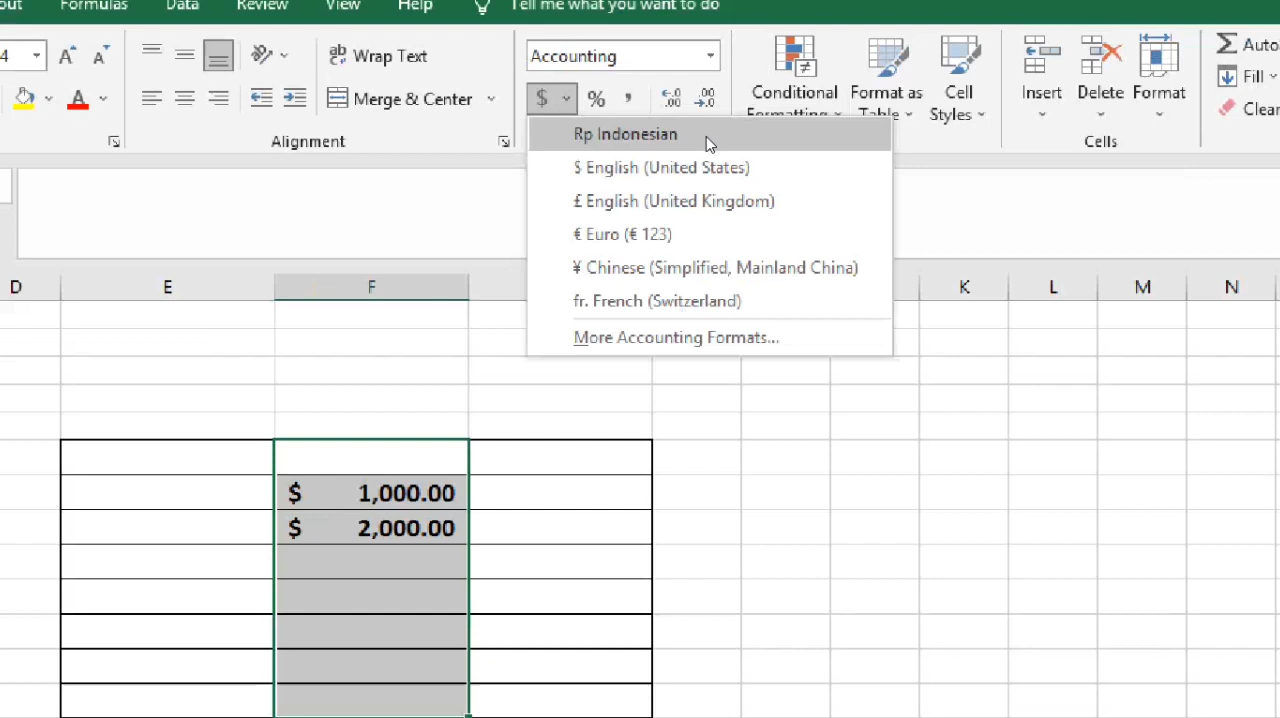 out Formulas Data Review View Help Tell me what you want to do
4 A A Wrap Text Accounting Conditional Formatting Format as Table Cell Styles Insert Delete Format Auto
A Merge & Center $ % , Fill
Clear
Alignment Cells
Rp Indonesian
$ English (United States)
£ English (United Kingdom)
€ Euro (€ 123)
¥ Chinese (Simplified, Mainland China)
fr. French (Switzerland)
More Accounting Formats...
D E F K L M N
$ 1,000.00
$ 2,000.00